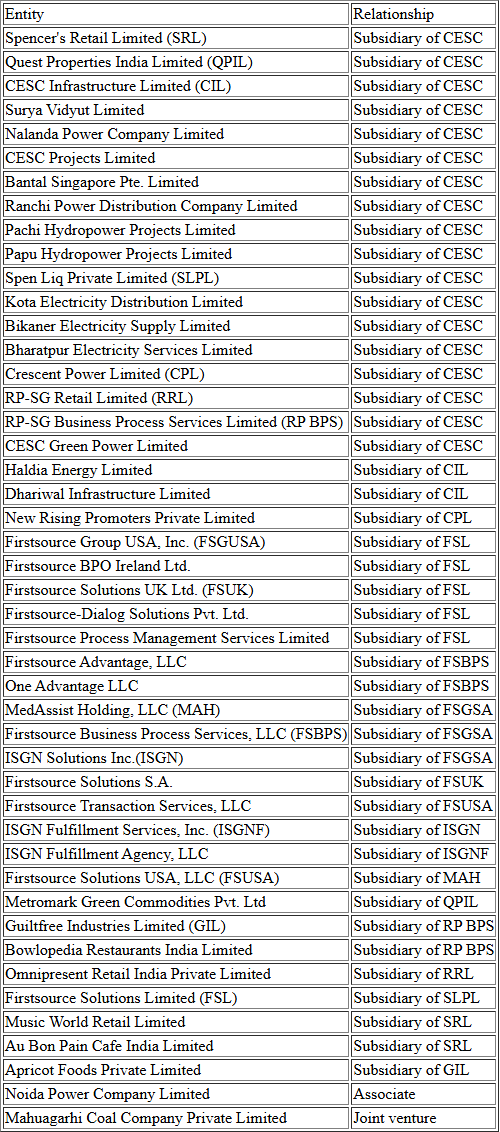 Entity Relationship
Spencer's Retail Limited (SRL) Subsidiary of CESC
Quest Properties India Limited (QPIL) Subsidiary of CESC
CESC Infrastructure Limited (CIL) Subsidiary of CESC
Surya Vidyut Limited Subsidiary of CESC
Nalanda Power Company Limited Subsidiary of CESC
CESC Projects Limited Subsidiary of CESC
Bantal Singapore Pte. Limited Subsidiary of CESC
Ranchi Power Distribution Company Limited Subsidiary of CESC
Pachi Hydropower Projects Limited Subsidiary of CESC
Papu Hydropower Projects Limited Subsidiary of CESC
Spen Liq Private Limited (SLPL) Subsidiary of CESC
Kota Electricity Distribution Limited Subsidiary of CESC
Bikaner Electricity Supply Limited Subsidiary of CESC
Bharatpur Electricity Services Limited Subsidiary of CESC
Crescent Power Limited (CPL) Subsidiary of CESC
RP-SG Retail Limited (RRL) Subsidiary of CESC
RP-SG Business Process Services Limited (RP BPS) Subsidiary of CESC
CESC Green Power Limited Subsidiary of CESC
Haldia Energy Limited Subsidiary of CIL
Dhariwal Infrastructure Limited Subsidiary of CIL
New Rising Promoters Private Limited Subsidiary of CPL
Firstsource Group USA, Inc. (FSGUSA) Subsidiary of FSL
Firstsource BPO Ireland Ltd. Subsidiary of FSL
Firstsource Solutions UK Ltd. (FSUK) Subsidiary of FSL
Firstsource-Dialog Solutions Pvt. Ltd. Subsidiary of FSL
Firstsource Process Management Services Limited Subsidiary of FSL
Firstsource Advantage, LLC Subsidiary of FSBPS
One Advantage LLC Subsidiary of FSBPS
MedAssist Holding, LLC (MAH) Subsidiary of FSGSA
Firstsource Business Process Services, LLC (FSBPS) Subsidiary of FSGSA
ISGN Solutions Inc.(ISGN) Subsidiary of FSGSA
Firstsource Solutions S.A. Subsidiary of FSUK
Firstsource Transaction Services, LLC Subsidiary of FSUSA
ISGN Fulfillment Services, Inc. (ISGNF) Subsidiary of ISGN
ISGN Fulfillment Agency, LLC Subsidiary of ISGNF
Firstsource Solutions USA, LLC (FSUSA) Subsidiary of MAH
Metromark Green Commodities Pvt. Ltd Subsidiary of QPIL
Guiltfree Industries Limited (GIL) Subsidiary of RP BPS
Bowlopedia Restaurants India Limited Subsidiary of RP BPS
Omnipresent Retail India Private Limited Subsidiary of RRL
Firstsource Solutions Limited (FSL) Subsidiary of SLPL
Music World Retail Limited Subsidiary of SRL
Au Bon Pain Cafe India Limited Subsidiary of SRL
Apricot Foods Private Limited Subsidiary of GIL
Noida Power Company Limited Associate
Mahuagarhi Coal Company Private Limited Joint venture